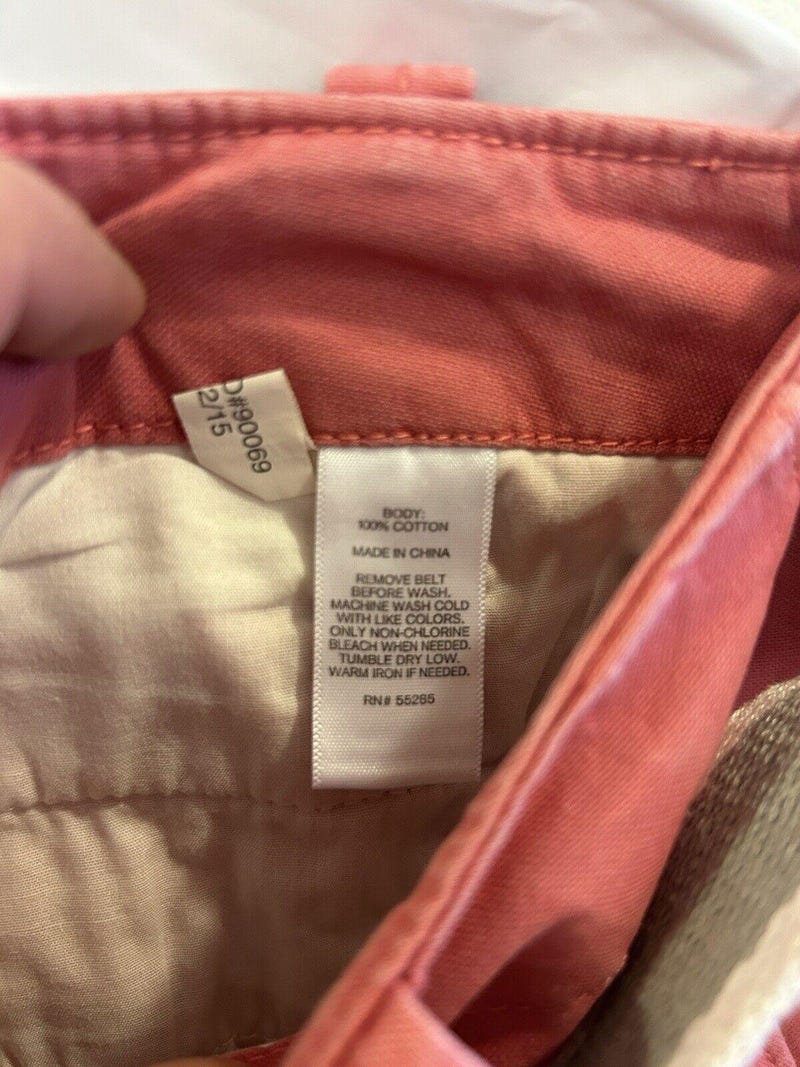 O#90069
2/15
BODY:
100% COTTON
MADE IN CHINA
REMOVE BELT
BEFORE WASH.
MACHINE WASH COLD
WITH LIKE COLORS.
ONLY NON-CHLORINE
BLEACH WHEN NEEDED.
TUMBLE DRY LOW.
WARM IRON IF NEEDED.
RN# 55285